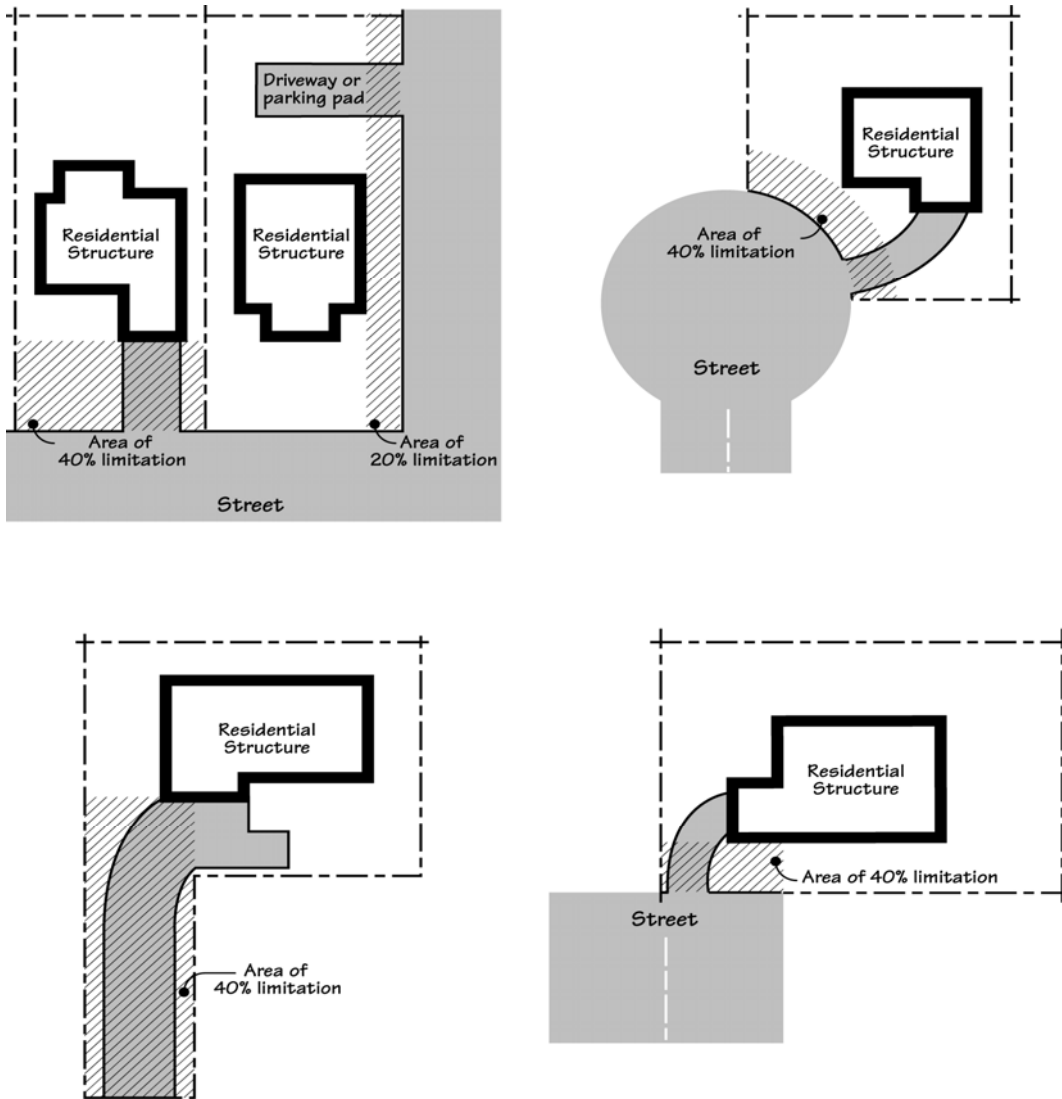 Driveway or
parking pad
Residential
Structure
Residential
Structure
Area of
40% limitation
Area of
20% limitation
Street
Residential
Structure
Area of
40% limitation
Street
Residential
Structure
Area of
40% limitation
Residential
Structure
Area of 40% limitation
Street